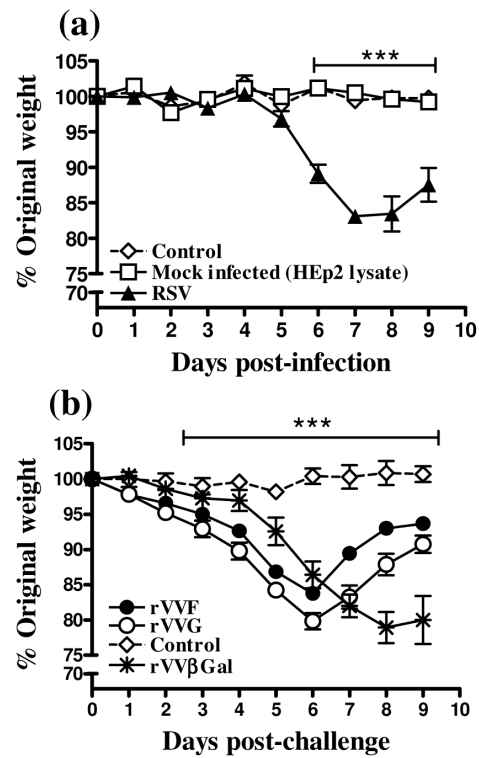 (a)
***
105
100
95
90
85
80
75
70
% Original weight
Control
Mock infected (HEp2 lysate)
RSV
0 1 2 3 4 5 6 7 8 9 10
Days post-infection
(b)
***
105
100
95
90
85
80
75
70
% Original weight
rVVF
rVVG
Control
rVVβGal
0 1 2 3 4 5 6 7 8 9 10
Days post-challenge